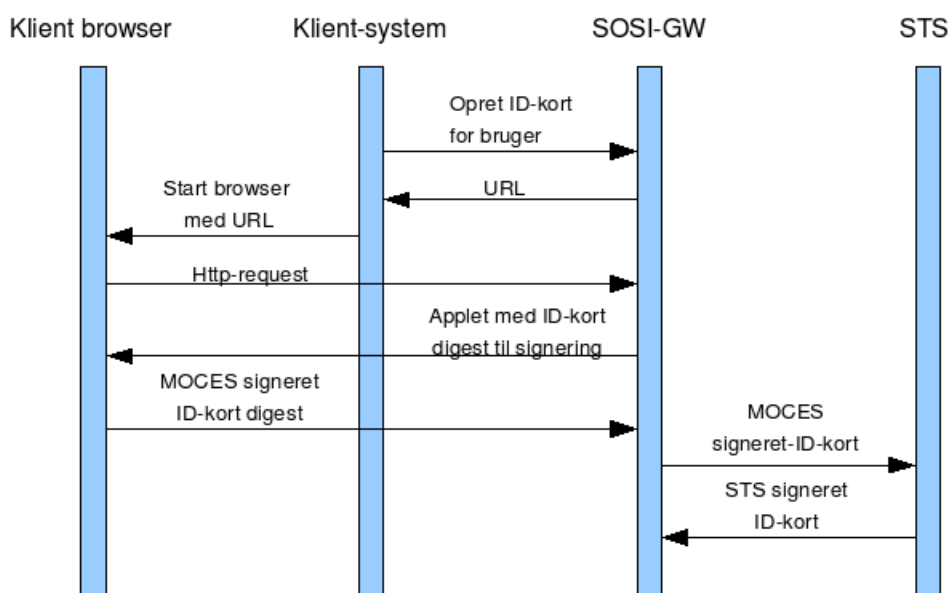 Klient browser
Klient-system
SOSI-GW
STS
Opret ID-kort
for bruger
URL
Start browser
med URL
Http-request
Applet med ID-kort
digest til signering
MOCES signeret
ID-kort digest
MOCES
signeret-ID-kort
STS signeret
ID-kort